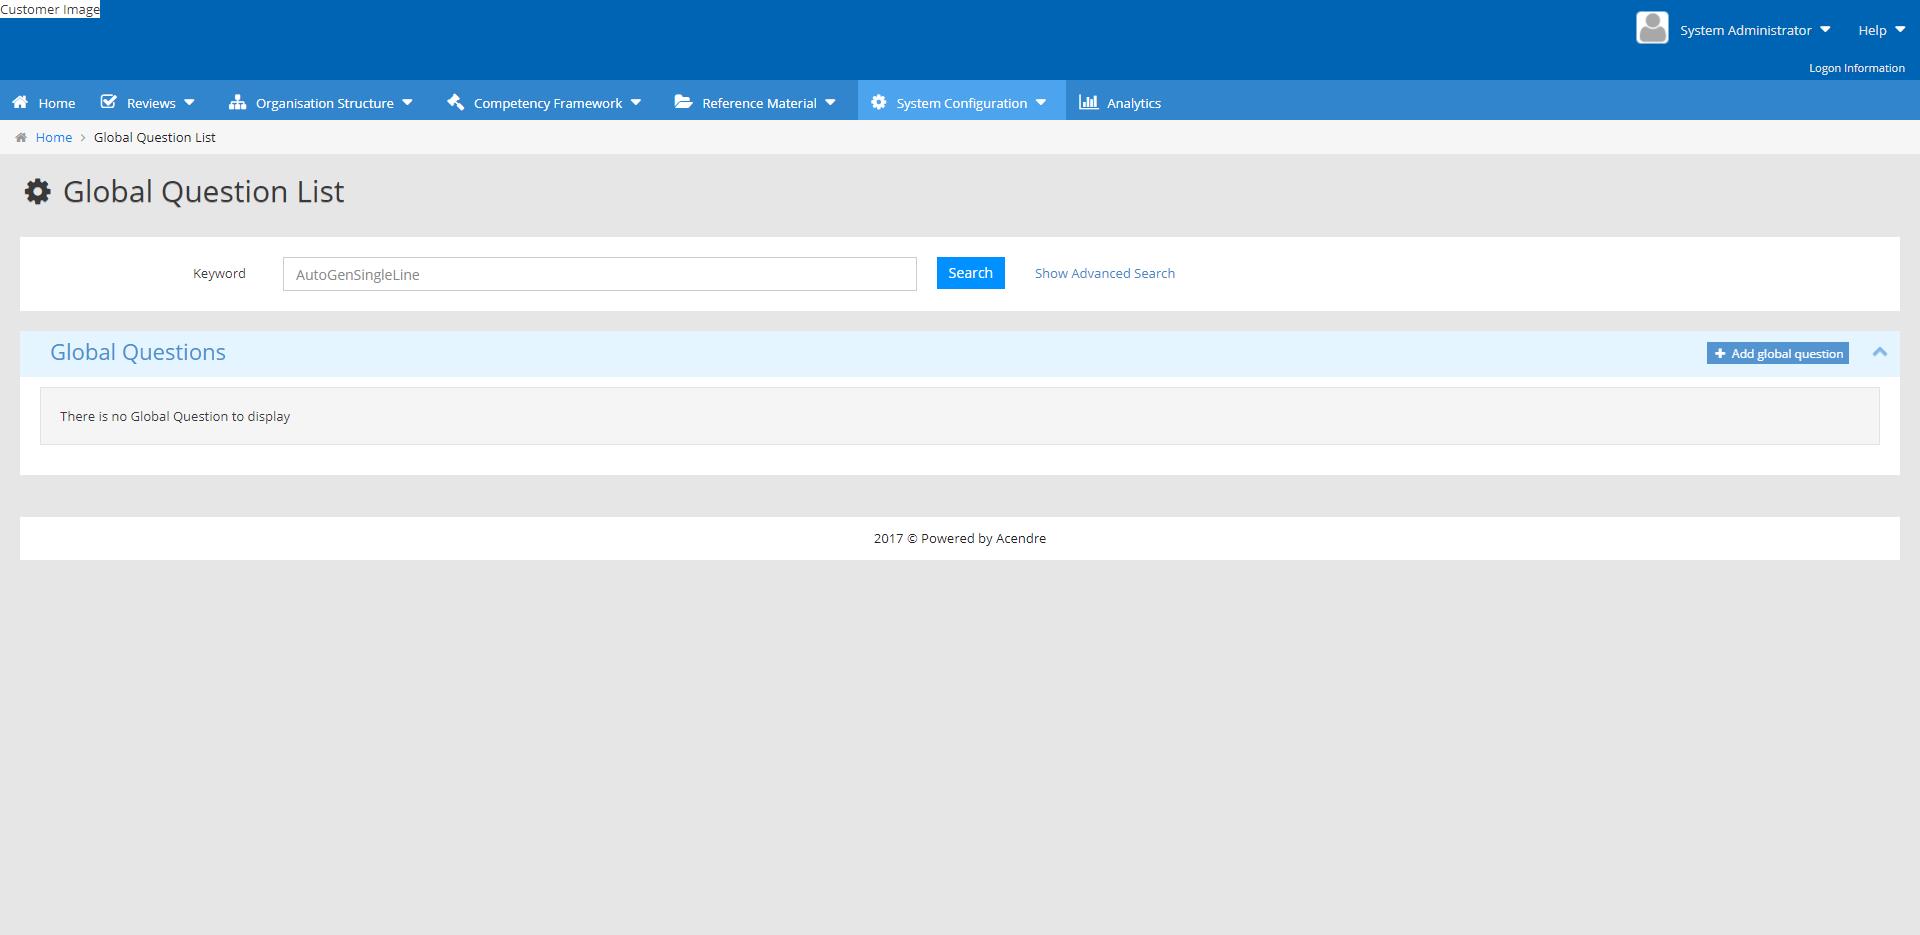 Customer Image
System Administrator Help
Logon Information
Home Reviews Organisation Structure Competency Framework Reference Material System Configuration Analytics
Home > Global Question List
Global Question List
Keyword AutoGenSingleLine Search Show Advanced Search
Global Questions + Add global question
There is no Global Question to display
2017 © Powered by Acendre